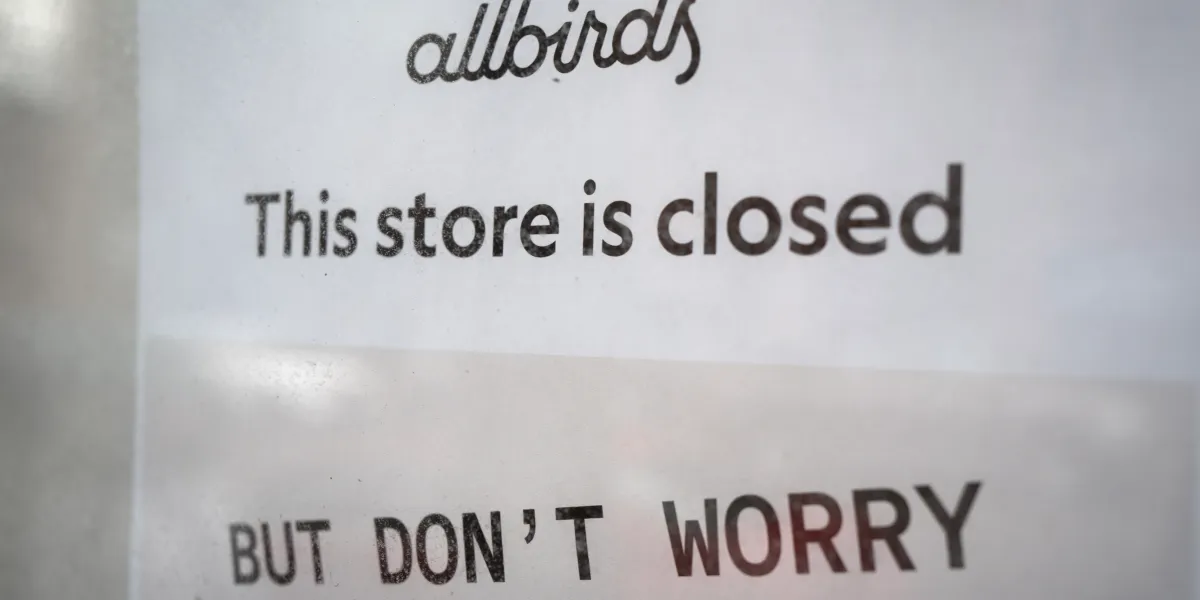 allbirds
This store is closed
BUT DON'T WORRY